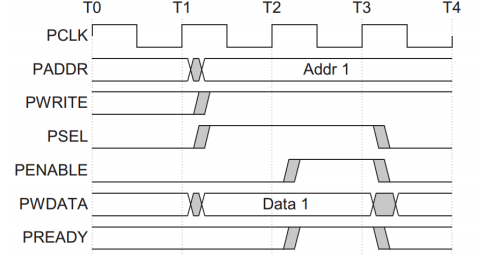 T0 T1 T2 T3 T4
PCLK
PADDR Addr 1
PWRITE
PSEL
PENABLE
PWDATA Data 1
PREADY